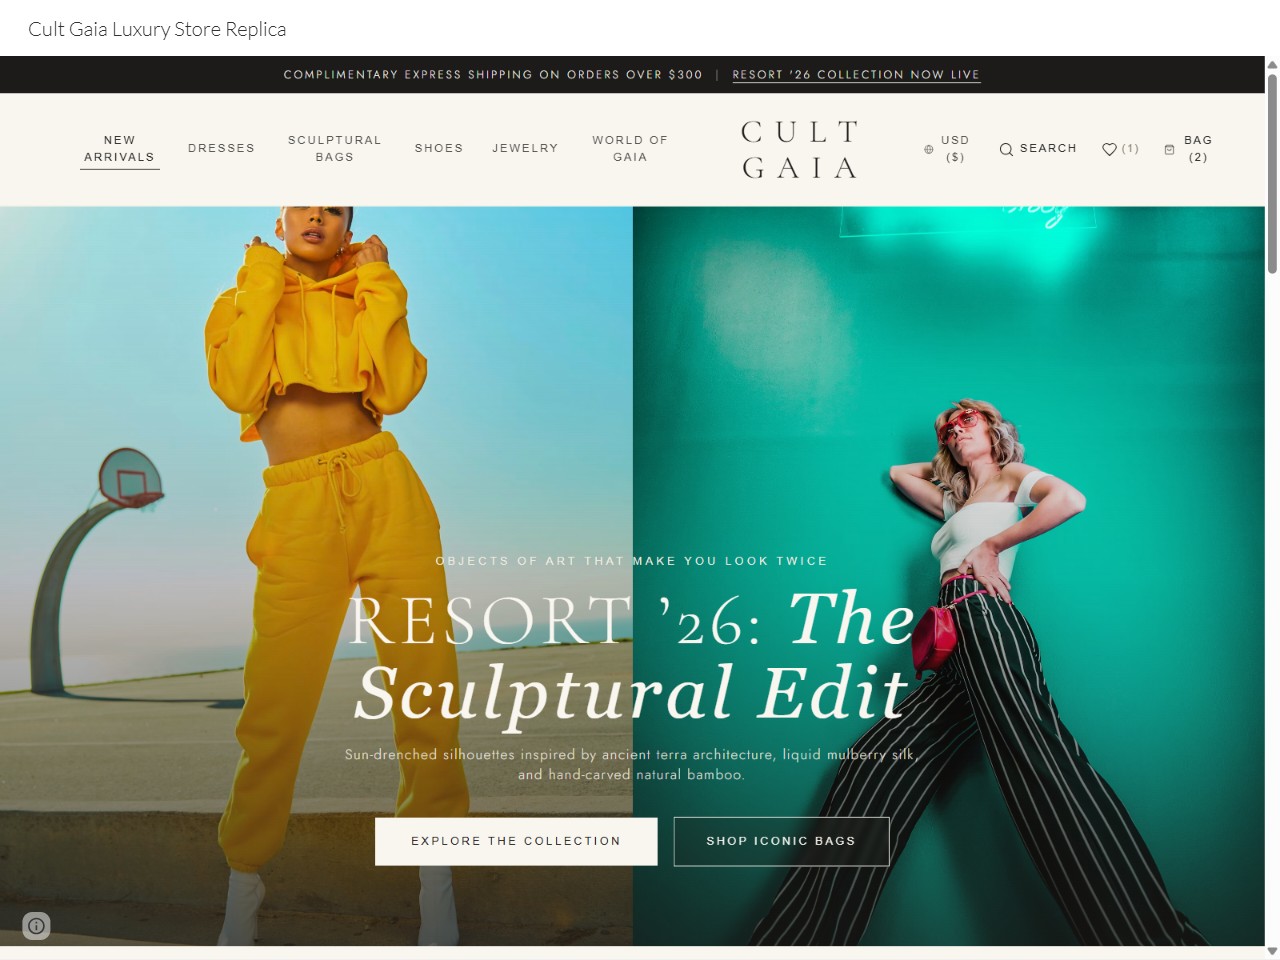 Cult Gaia Luxury Store Replica
COMPLIMENTARY EXPRESS SHIPPING ON ORDERS OVER $300 | RESORT '26 COLLECTION NOW LIVE
NEW ARRIVALS
DRESSES
SCULPTURAL BAGS
SHOES
JEWELRY
WORLD OF GAIA
CULT
GAIA
USD ($)
SEARCH
(1)
BAG (2)
OBJECTS OF ART THAT MAKE YOU LOOK TWICE
RESORT ’26: The
Sculptural Edit
Sun-drenched silhouettes inspired by ancient terra architecture, liquid mulberry silk,
and hand-carved natural bamboo.
EXPLORE THE COLLECTION
SHOP ICONIC BAGS